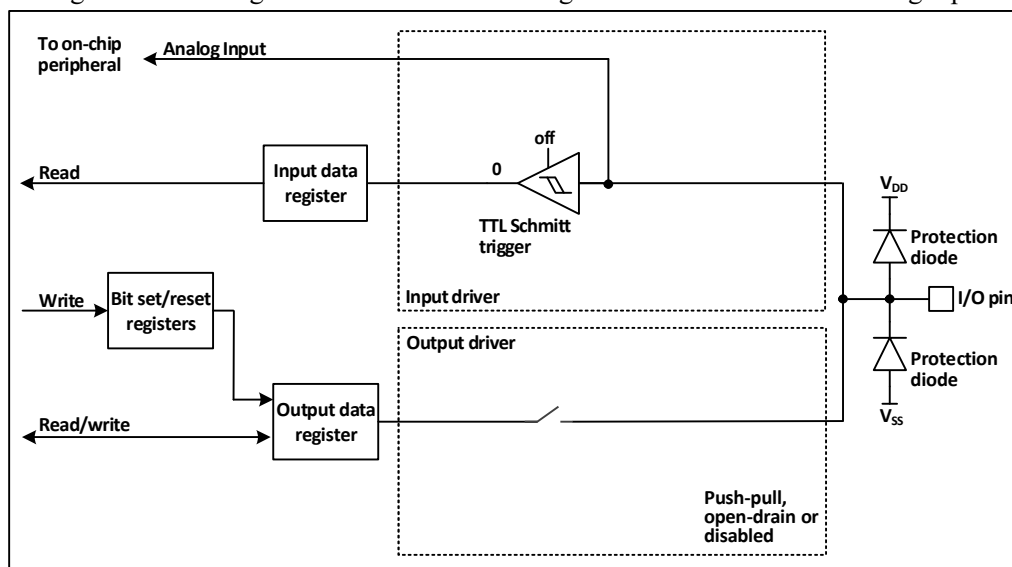 To on-chip
peripheral
Analog Input
off
Read
Input data
register
0
TTL Schmitt
trigger
VDD
Protection
diode
Input driver
I/O pin
Write
Bit set/reset
registers
Output driver
Protection
diode
VSS
Read/write
Output data
register
Push-pull,
open-drain or
disabled